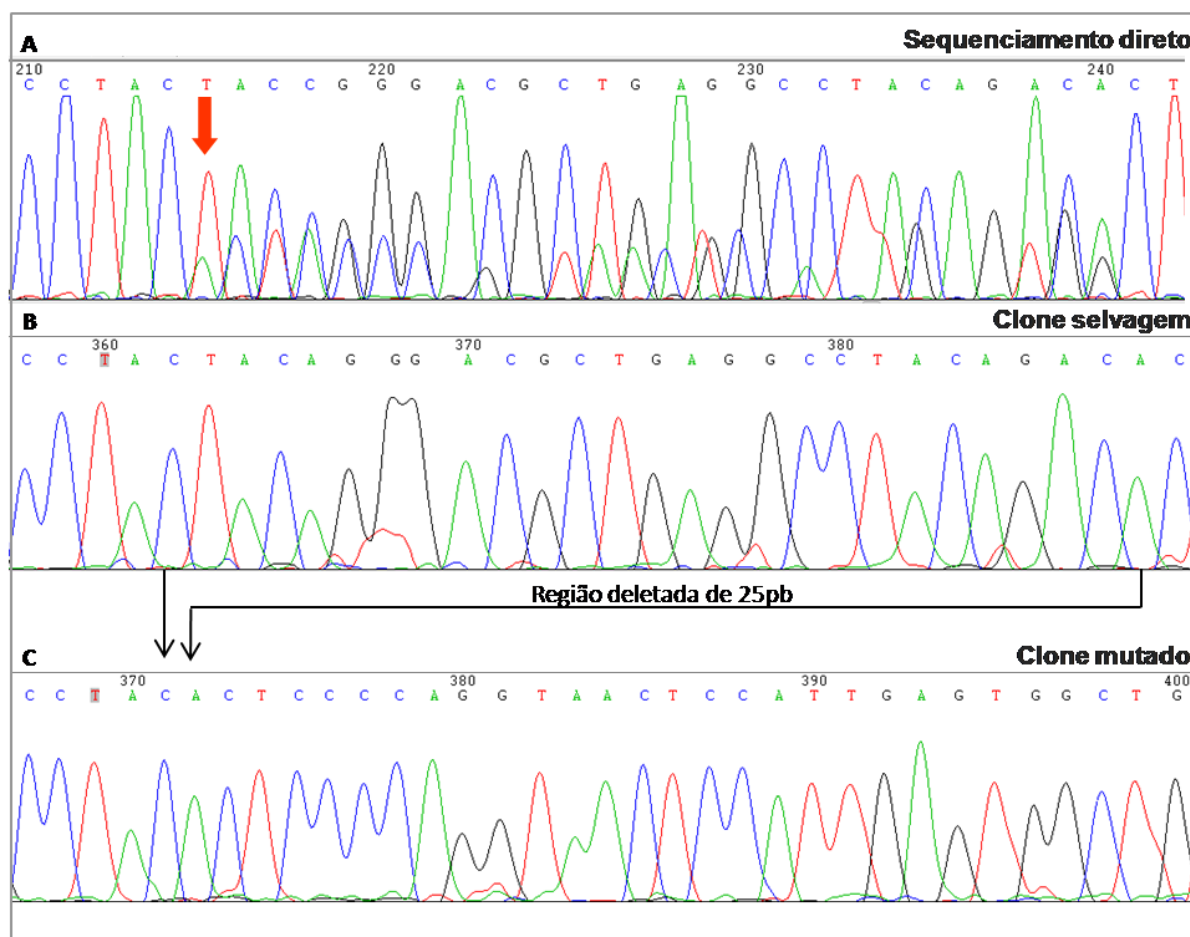 A Sequenciamento direto
210 220 230 240
C C T A C T A C C G G G A C G C T G A G G C C T A C A G A C A C T
B Clone selvagem
360 370 380
C C T A C T A C A G G G A C G C T G A G G C C T A C A G A C A C
Região deletada de 25pb
C Clone mutado
370 380 390 400
C C T A C A C T C C C C A G G T A A C T C C A T T G A G T G G C T G